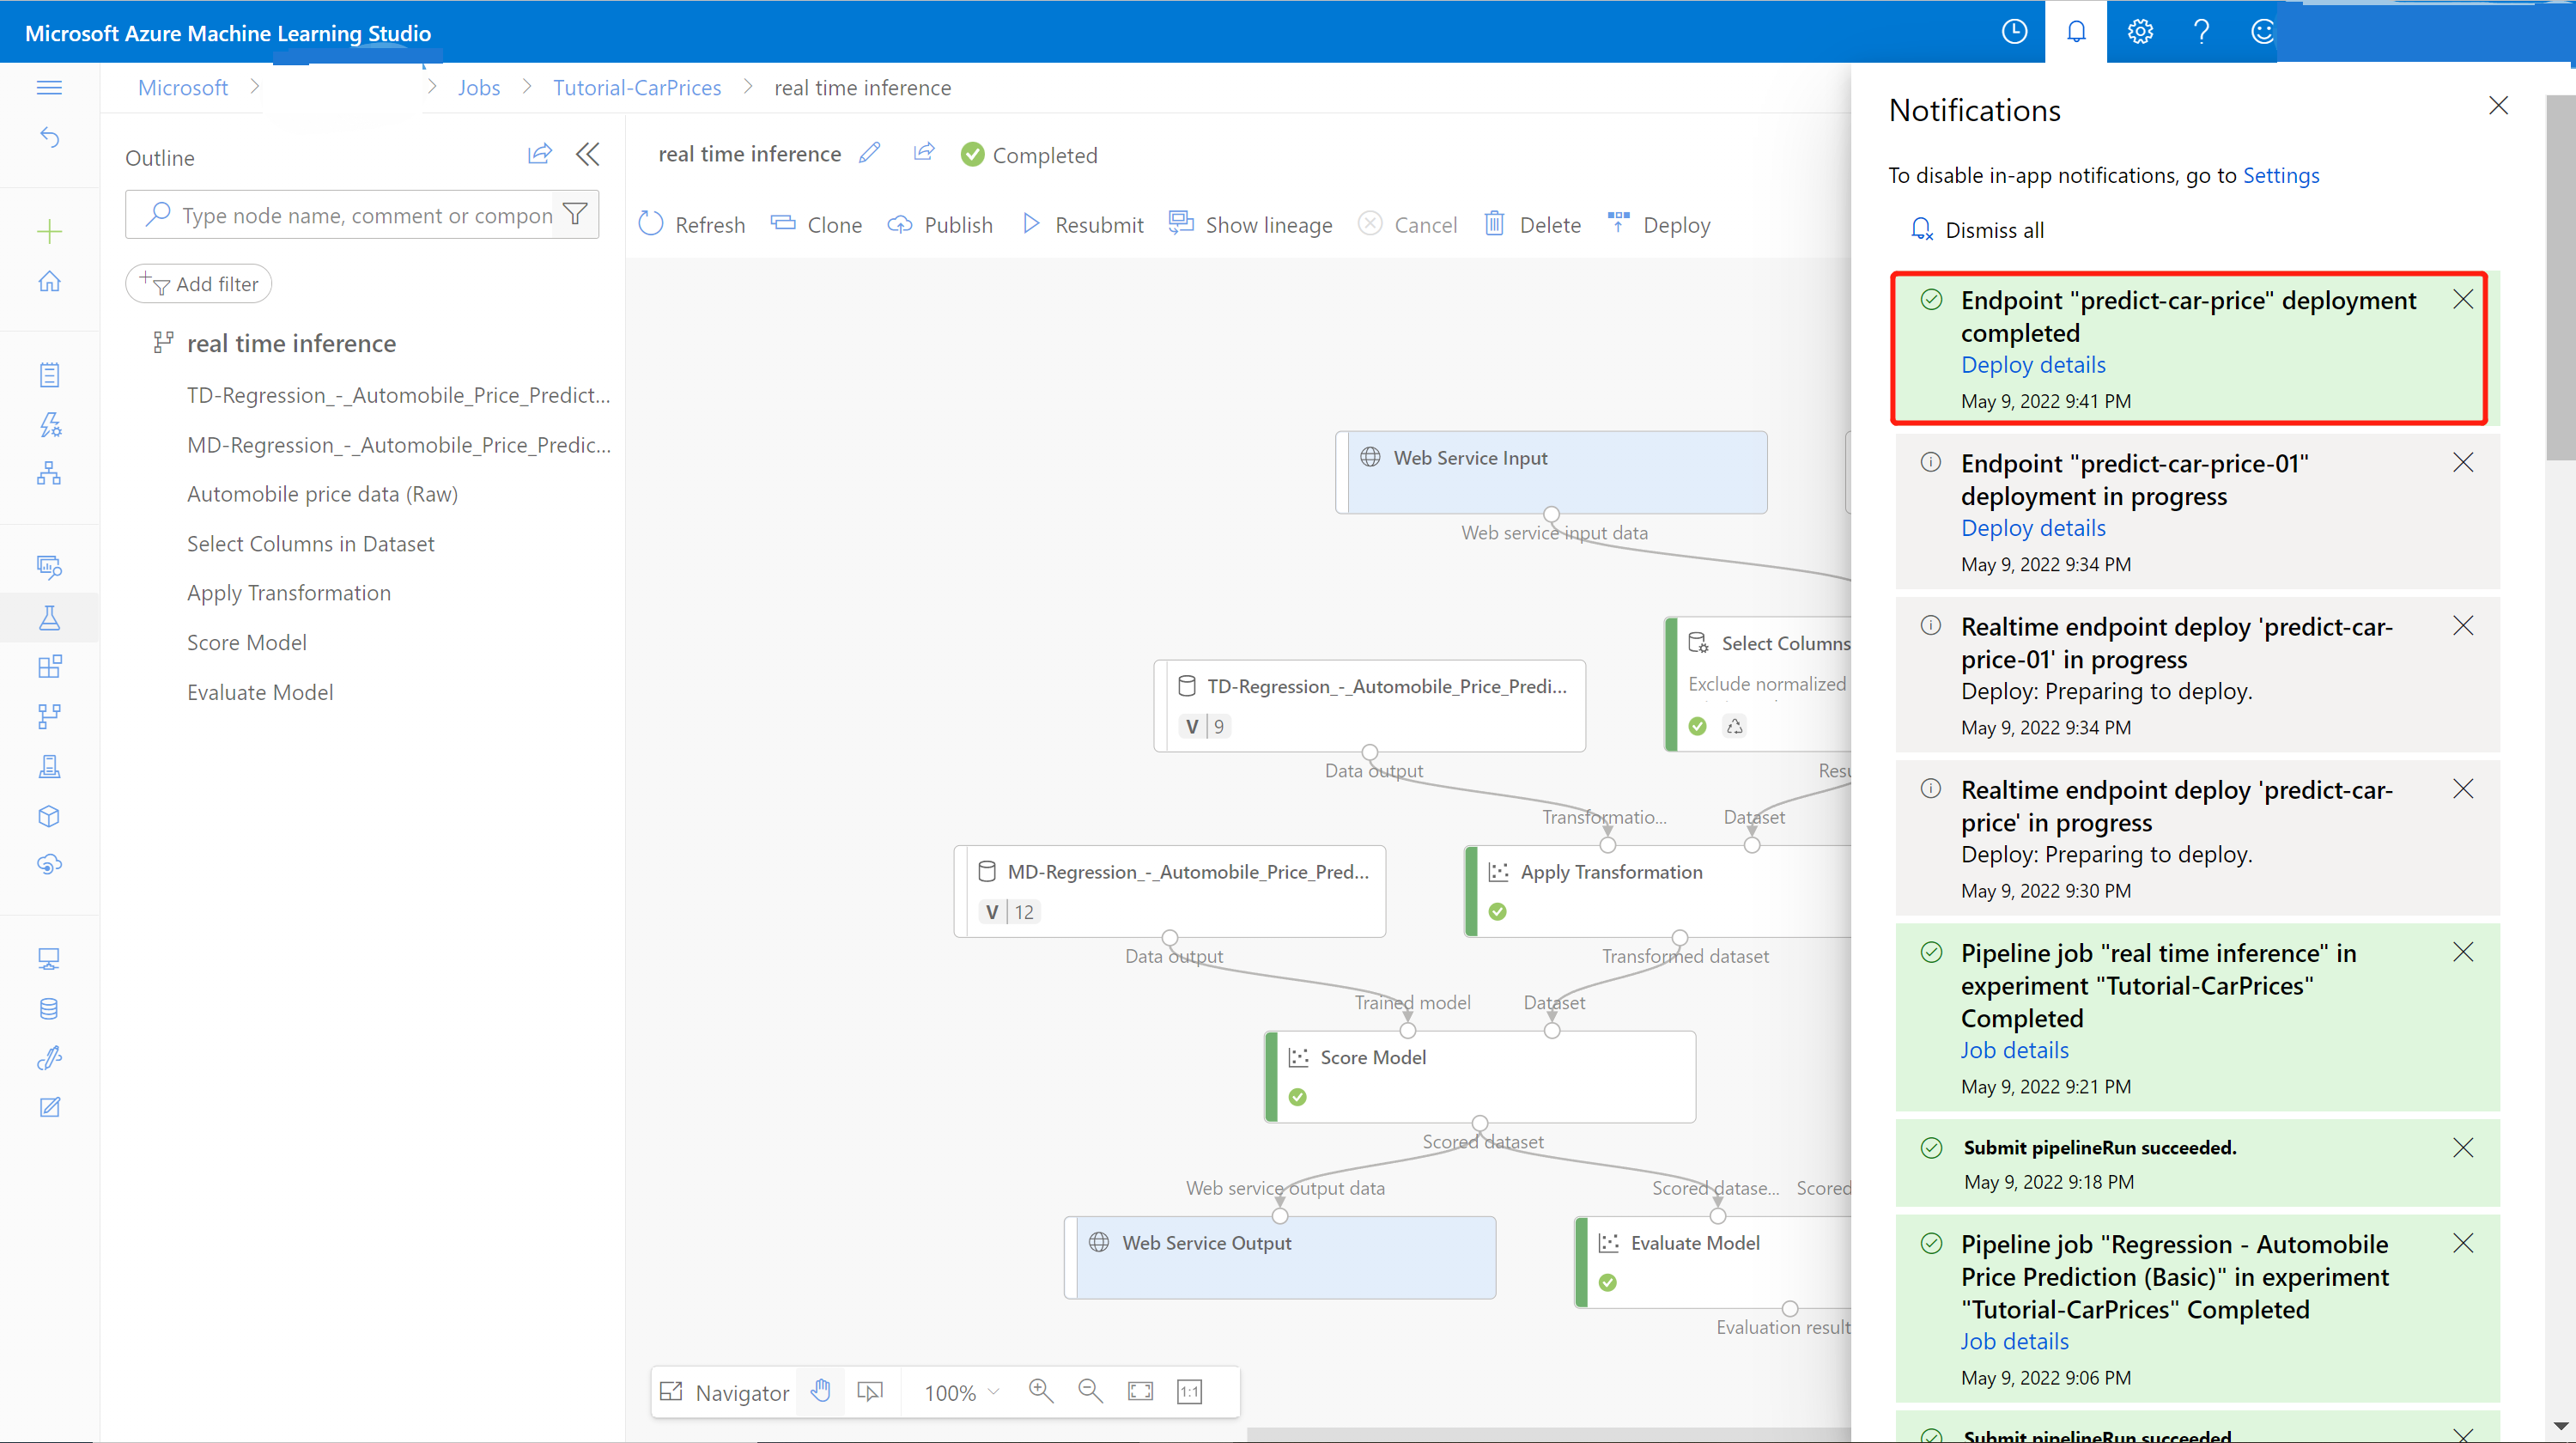 Microsoft Azure Machine Learning Studio
Microsoft > > Jobs > Tutorial-CarPrices > real time inference
Outline
Type node name, comment or compon
Add filter
real time inference
TD-Regression_-_Automobile_Price_Predict...
MD-Regression_-_Automobile_Price_Predic...
Automobile price data (Raw)
Select Columns in Dataset
Apply Transformation
Score Model
Evaluate Model
real time inference Completed
Refresh Clone Publish Resubmit Show lineage Cancel Delete Deploy
Web Service Input
Web service input data
Select Columns
Exclude normalized
TD-Regression_-_Automobile_Price_Predi...
V 9
Data output
Resu
Transformatio... Dataset
MD-Regression_-_Automobile_Price_Pred...
V 12
Apply Transformation
Data output
Transformed dataset
Trained model Dataset
Score Model
Scored dataset
Web service output data
Scored datase... Scored
Web Service Output
Evaluate Model
Evaluation result
Navigator 100% 1:1
Notifications
To disable in-app notifications, go to Settings
Dismiss all
Endpoint "predict-car-price" deployment
completed
Deploy details
May 9, 2022 9:41 PM
Endpoint "predict-car-price-01"
deployment in progress
Deploy details
May 9, 2022 9:34 PM
Realtime endpoint deploy 'predict-car-
price-01' in progress
Deploy: Preparing to deploy.
May 9, 2022 9:34 PM
Realtime endpoint deploy 'predict-car-
price' in progress
Deploy: Preparing to deploy.
May 9, 2022 9:30 PM
Pipeline job "real time inference" in
experiment "Tutorial-CarPrices"
Completed
Job details
May 9, 2022 9:21 PM
Submit pipelineRun succeeded.
May 9, 2022 9:18 PM
Pipeline job "Regression - Automobile
Price Prediction (Basic)" in experiment
"Tutorial-CarPrices" Completed
Job details
May 9, 2022 9:06 PM
Submit pipelineRun succeeded.